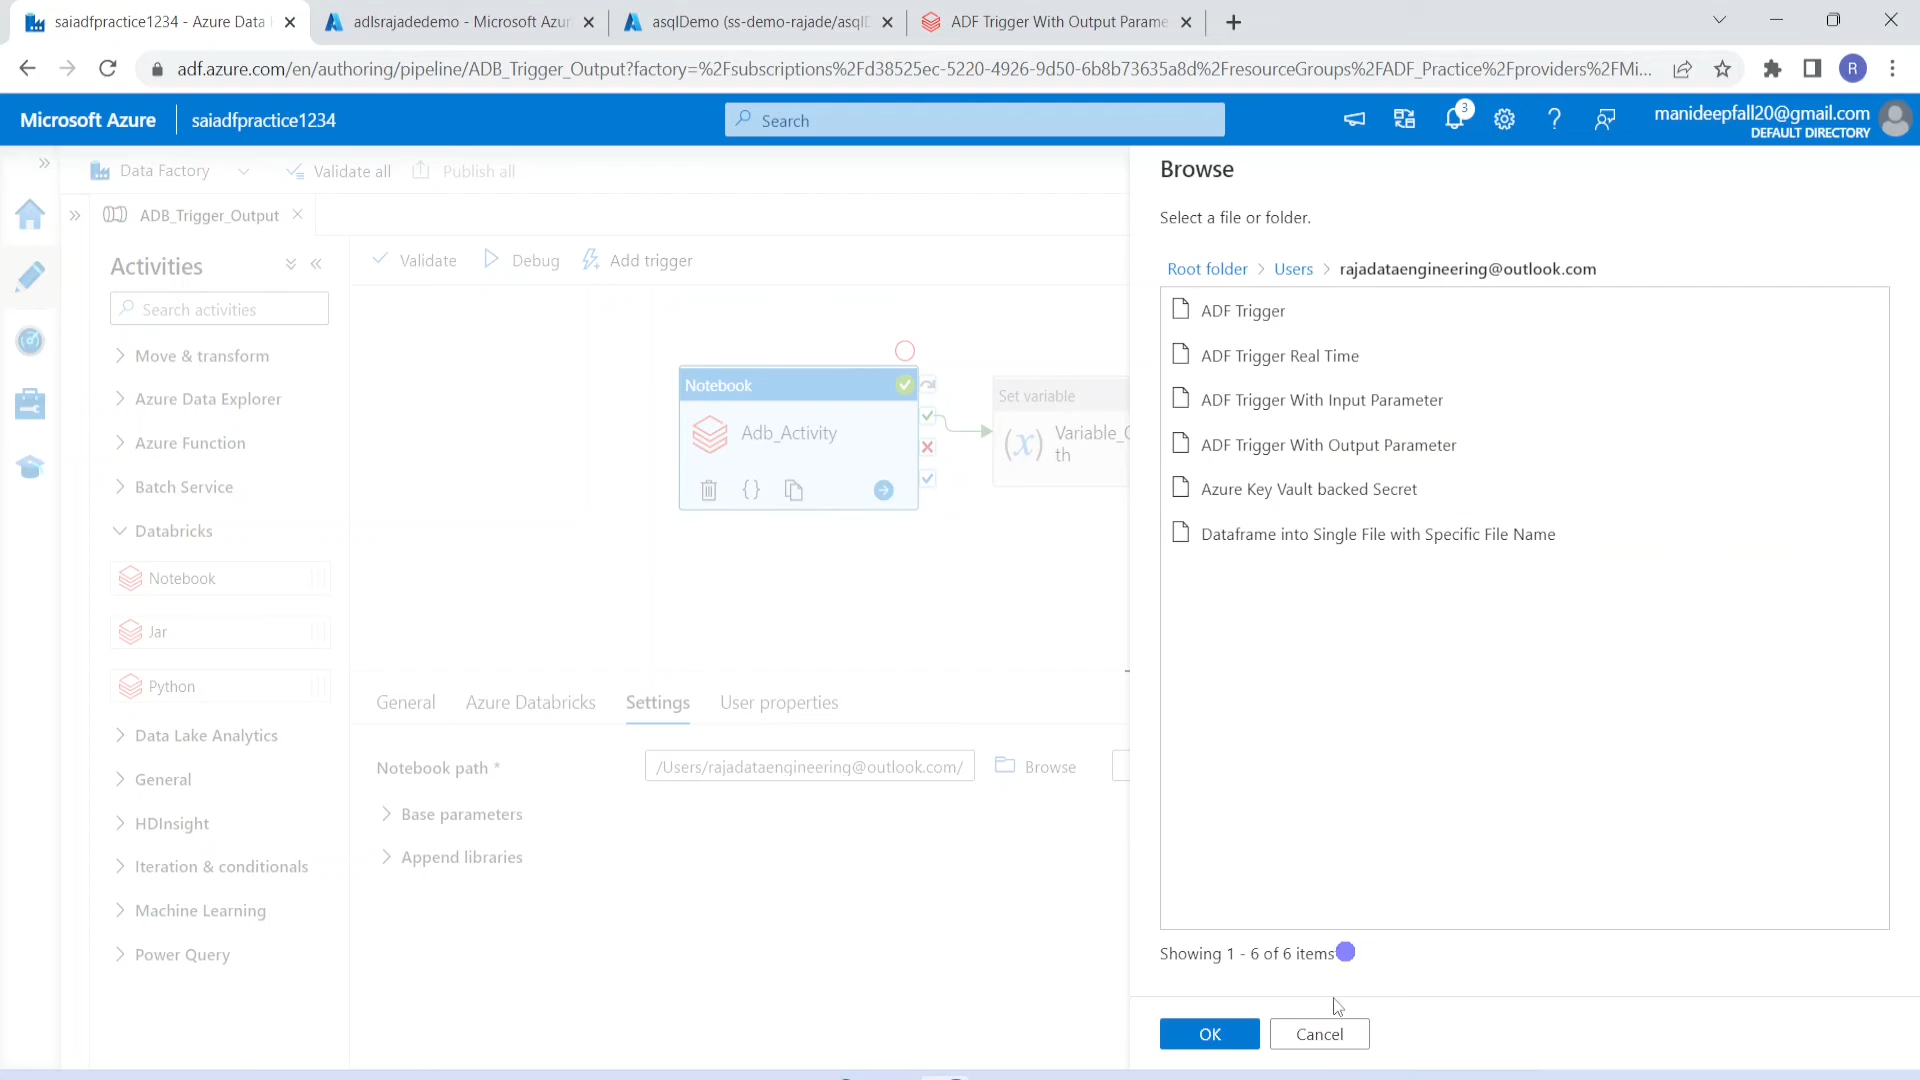 saiadfpractice1234 - Azure Data
adlsrajadedemo - Microsoft Azur
asqlDemo (ss-demo-rajade/asqlD
ADF Trigger With Output Parame
adf.azure.com/en/authoring/pipeline/ADB_Trigger_Output?factory=%2Fsubscriptions%2Fd38525ec-5220-4926-9d50-6b8b73635a8d%2FresourceGroups%2FADF_Practice%2Fproviders%2FMi...
R
Microsoft Azure
saiadfpractice1234
Search
3
manideepfall20@gmail.com
DEFAULT DIRECTORY
Data Factory
Validate all
Publish all
ADB_Trigger_Output
Activities
Search activities
Move & transform
Azure Data Explorer
Azure Function
Batch Service
Databricks
Notebook
Jar
Python
Data Lake Analytics
General
HDInsight
Iteration & conditionals
Machine Learning
Power Query
Validate
Debug
Add trigger
Notebook
Adb_Activity
Set variable
(x)
th
General
Azure Databricks
Settings
User properties
Notebook path *
/Users/rajadataengineering@outlook.com/
Browse
Base parameters
Append libraries
Browse
Select a file or folder.
Root folder > Users > rajadataengineering@outlook.com
ADF Trigger
ADF Trigger Real Time
ADF Trigger With Input Parameter
ADF Trigger With Output Parameter
Azure Key Vault backed Secret
Dataframe into Single File with Specific File Name
Showing 1 - 6 of 6 items
OK
Cancel